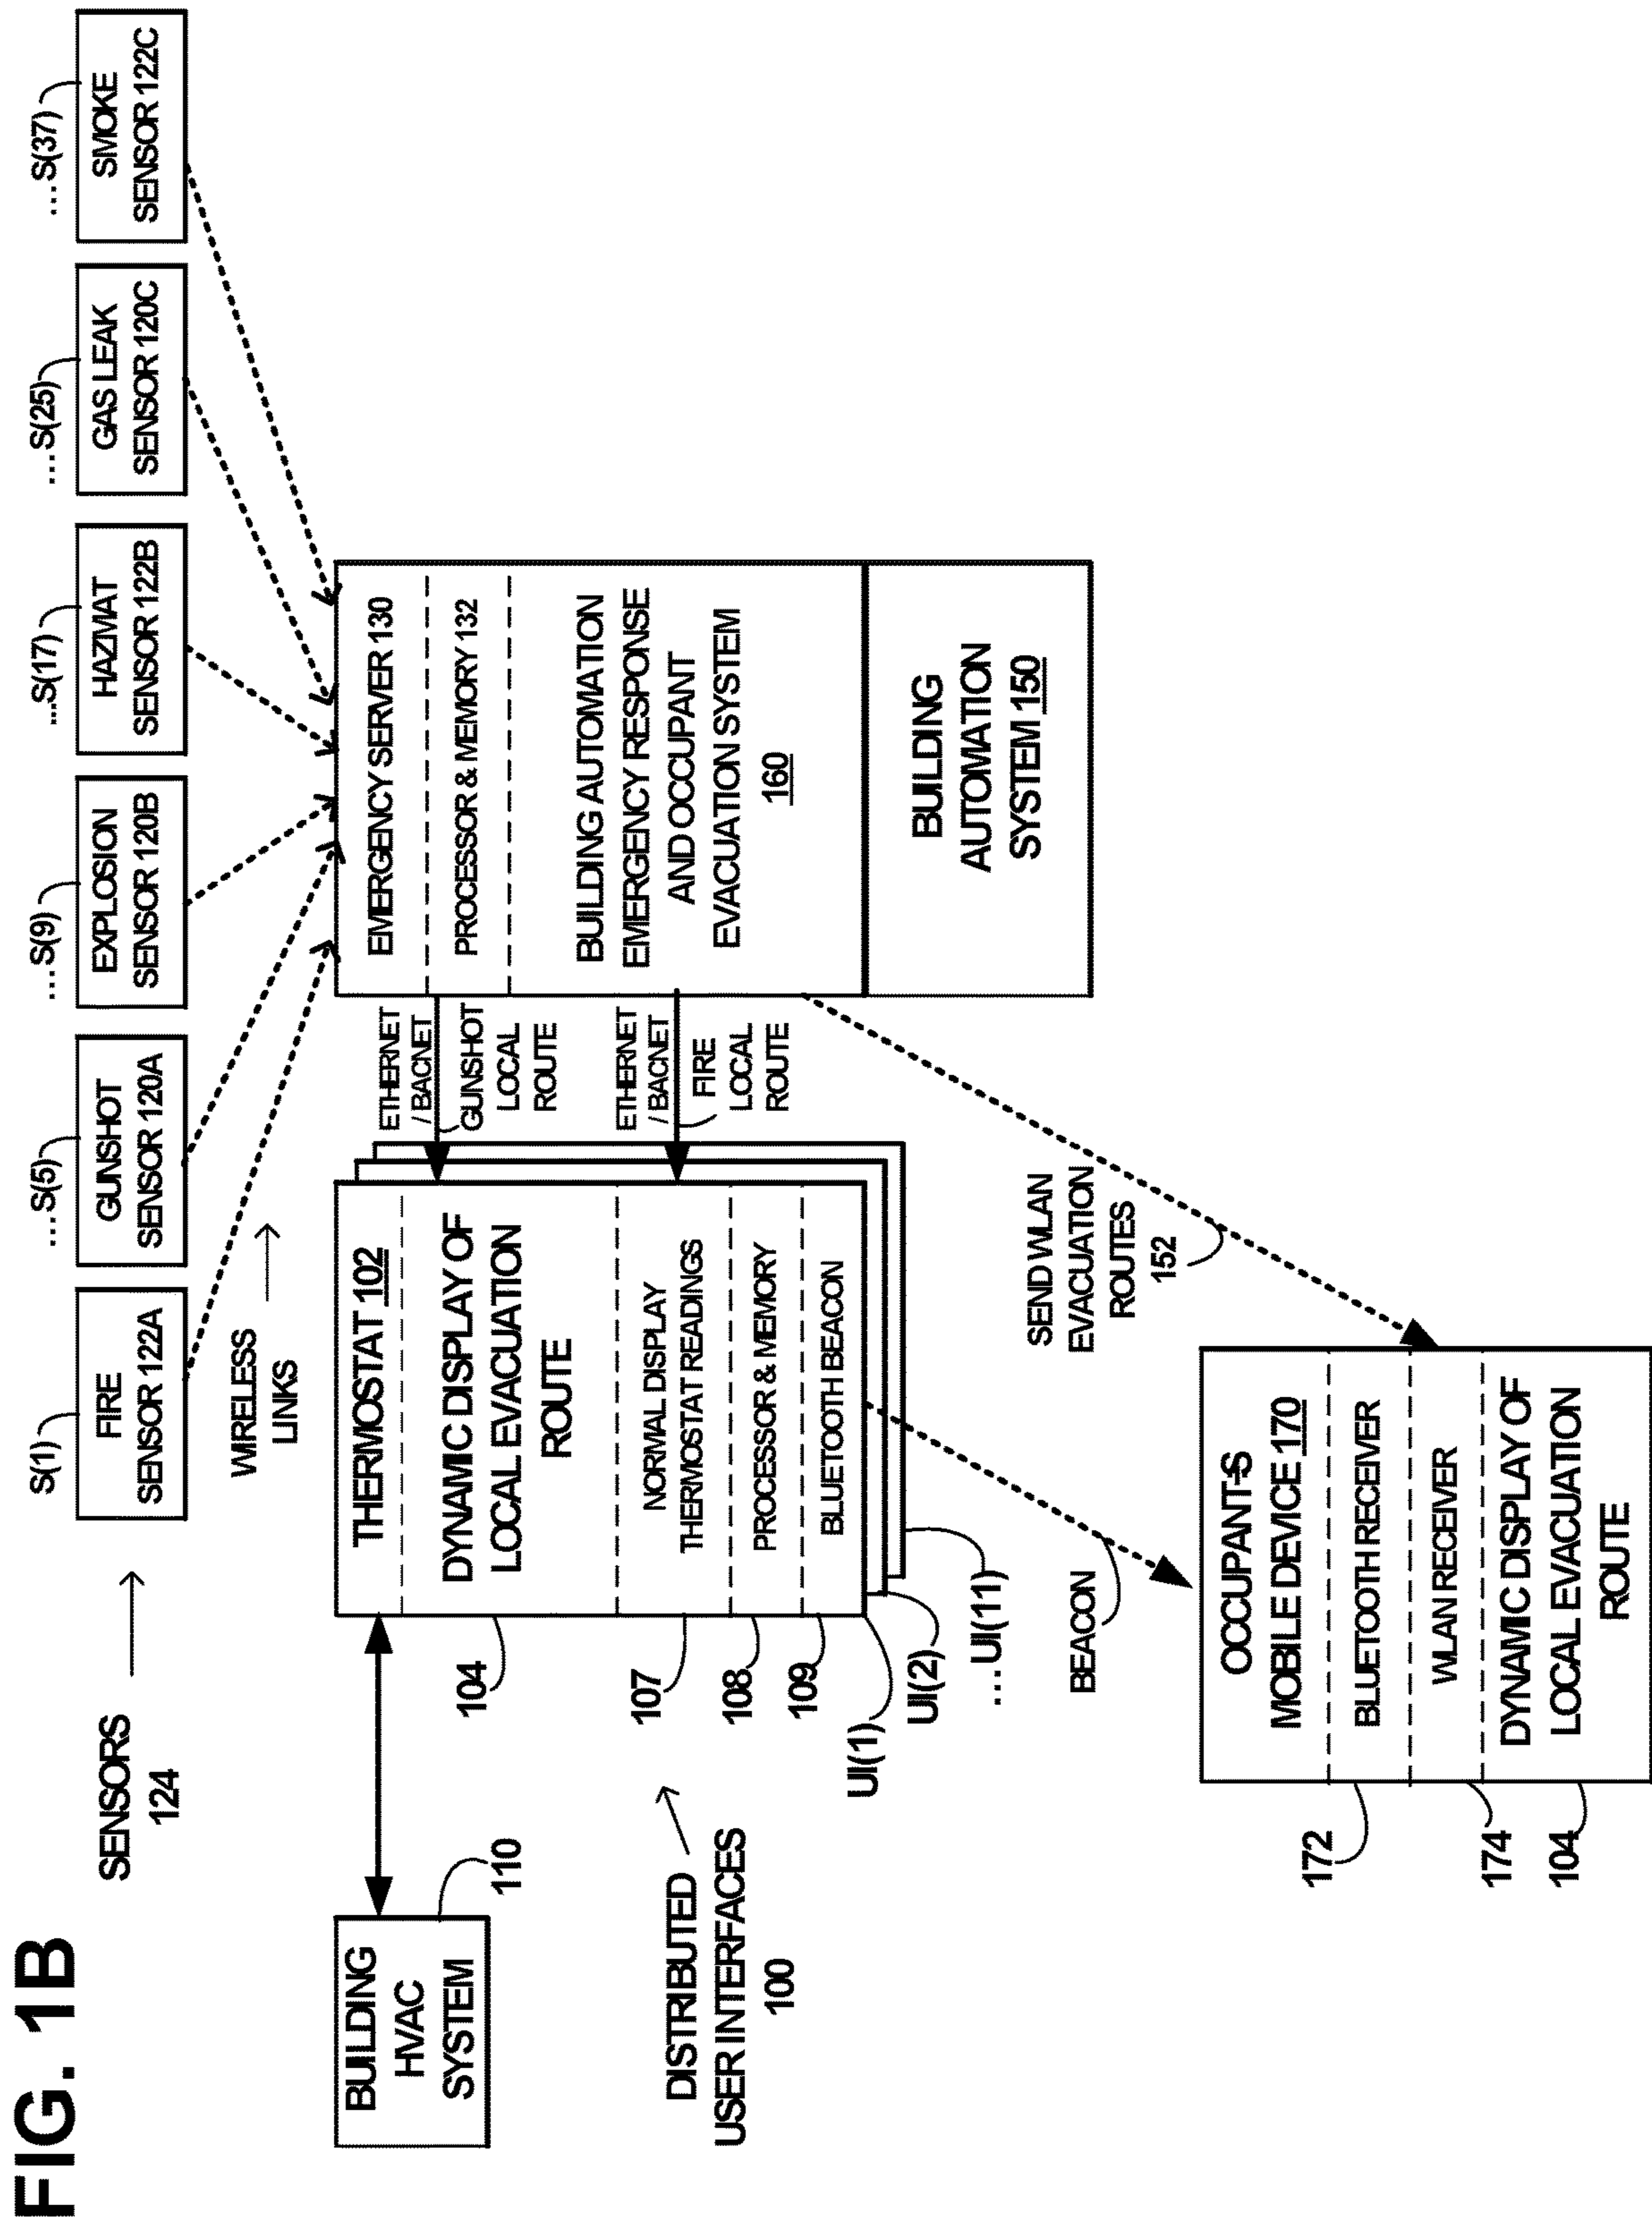 FIG. 1B
SENSORS
124
S(1)
FIRE
SENSOR 122A
...S(5)
GUNSHOT
SENSOR 120A
...S(9)
EXPLOSION
SENSOR 120B
...S(17)
HAZMAT
SENSOR 122B
...S(25)
GAS LEAK
SENSOR 120C
...S(37)
SMOKE
SENSOR 122C
WIRELESS
LINKS
BUILDING
HVAC
SYSTEM
110
THERMOSTAT 102
DYNAMIC DISPLAY OF
LOCAL EVACUATION
ROUTE
104
NORMAL DISPLAY
THERMOSTAT READINGS
107
PROCESSOR & MEMORY
108
BLUETOOTH BEACON
109
UI(1)
UI(2)
...UI(11)
DISTRIBUTED
USER INTERFACES
100
ETHERNET
/ BACNET
GUNSHOT
LOCAL
ROUTE
ETHERNET
/ BACNET
FIRE
LOCAL
ROUTE
EMERGENCY SERVER 130
PROCESSOR & MEMORY 132
BUILDING AUTOMATION
EMERGENCY RESPONSE
AND OCCUPANT
EVACUATION SYSTEM
160
BUILDING
AUTOMATION
SYSTEM 150
SEND WLAN
EVACUATION
ROUTES
152
BEACON
OCCUPANT-S
MOBILE DEVICE 170
BLUETOOTH RECEIVER
172
WLAN RECEIVER
174
DYNAMIC DISPLAY OF
LOCAL EVACUATION
ROUTE
104